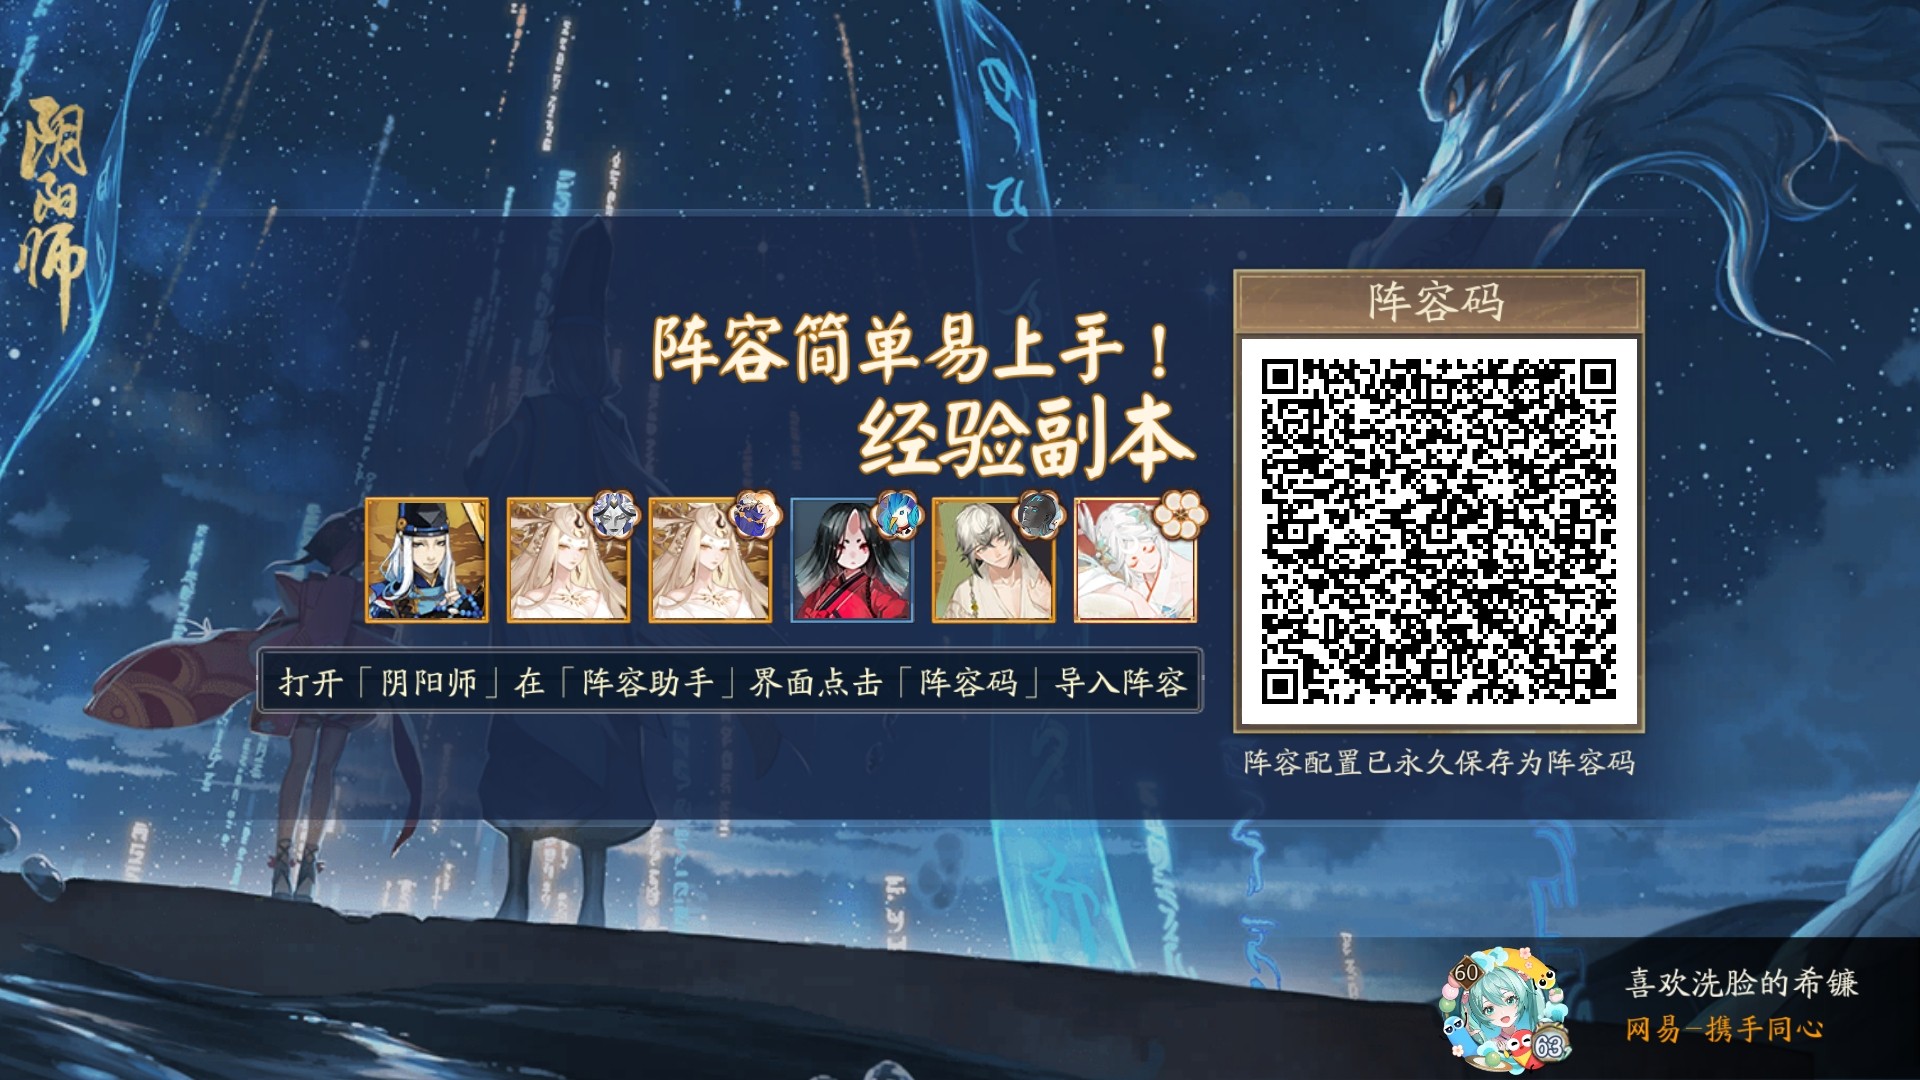 阴阳师
阵容简单易上手！
经验副本
打开「阴阳师」在「阵容助手」界面点击「阵容码」导入阵容
阵容码
阵容配置已永久保存为阵容码
60
63
喜欢洗脸的希镰
网易-携手同心